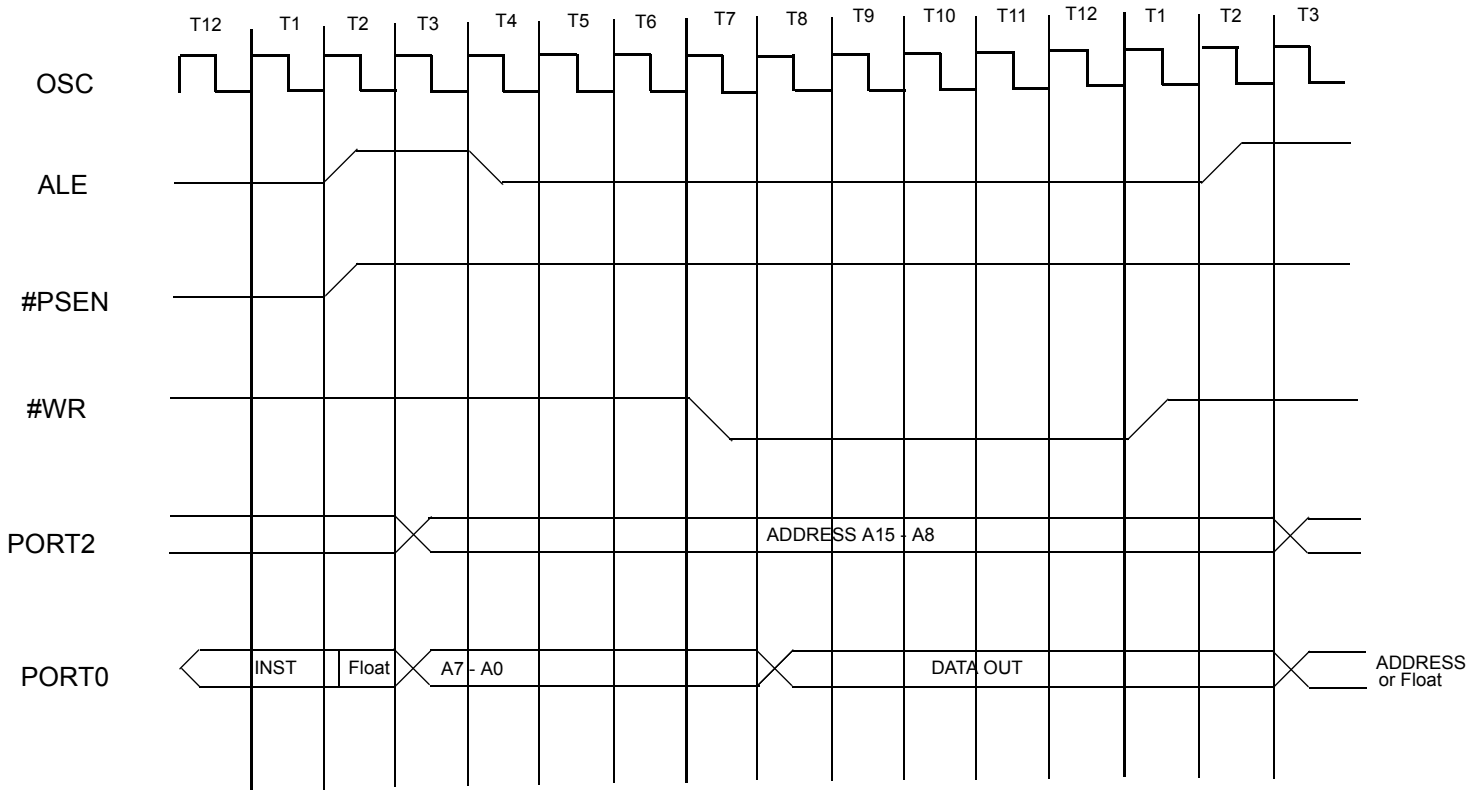 T12 T1 T2 T3 T4 T5 T6 T7 T8 T9 T10 T11 T12 T1 T2 T3
OSC
ALE
#PSEN
#WR
PORT2
ADDRESS A15 - A8
PORT0
INST
Float
A7 - A0
DATA OUT
ADDRESS
or Float